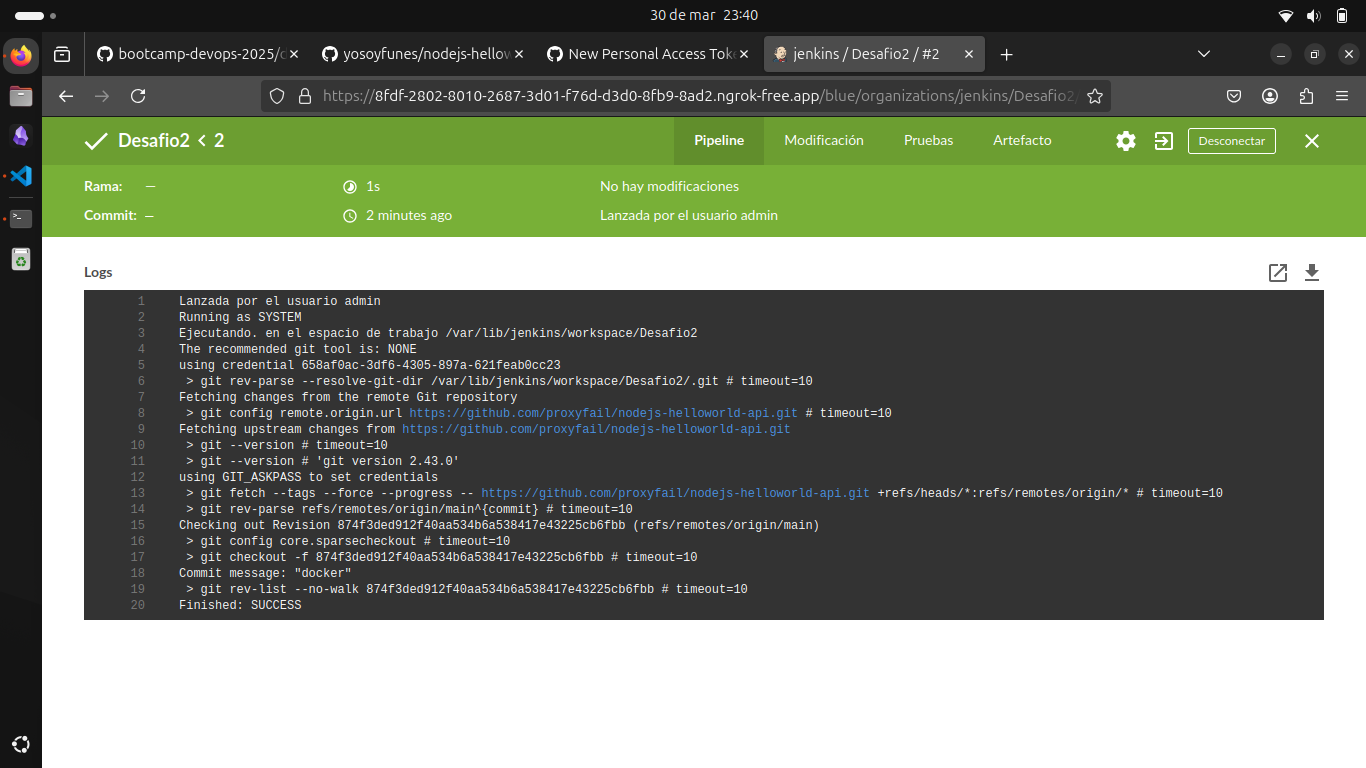 30 de mar 23:40
bootcamp-devops-2025/d
yosoyfunes/nodejs-hellow
New Personal Access Toke
jenkins / Desafio2 / #2
https://8fdf-2802-8010-2687-3d01-f76d-d3d0-8fb9-8ad2.ngrok-free.app/blue/organizations/jenkins/Desafio2/
Desafio2 < 2
Pipeline
Modificación
Pruebas
Artefacto
Desconectar
Rama: —
1s
No hay modificaciones
Commit: —
2 minutes ago
Lanzada por el usuario admin
Logs
1 Lanzada por el usuario admin
2 Running as SYSTEM
3 Ejecutando. en el espacio de trabajo /var/lib/jenkins/workspace/Desafio2
4 The recommended git tool is: NONE
5 using credential 658af0ac-3df6-4305-897a-621feab0cc23
6 > git rev-parse --resolve-git-dir /var/lib/jenkins/workspace/Desafio2/.git # timeout=10
7 Fetching changes from the remote Git repository
8 > git config remote.origin.url https://github.com/proxyfail/nodejs-helloworld-api.git # timeout=10
9 Fetching upstream changes from https://github.com/proxyfail/nodejs-helloworld-api.git
10 > git --version # timeout=10
11 > git --version # 'git version 2.43.0'
12 using GIT_ASKPASS to set credentials
13 > git fetch --tags --force --progress -- https://github.com/proxyfail/nodejs-helloworld-api.git +refs/heads/*:refs/remotes/origin/* # timeout=10
14 > git rev-parse refs/remotes/origin/main^{commit} # timeout=10
15 Checking out Revision 874f3ded912f40aa534b6a538417e43225cb6fbb (refs/remotes/origin/main)
16 > git config core.sparsecheckout # timeout=10
17 > git checkout -f 874f3ded912f40aa534b6a538417e43225cb6fbb # timeout=10
18 Commit message: "docker"
19 > git rev-list --no-walk 874f3ded912f40aa534b6a538417e43225cb6fbb # timeout=10
20 Finished: SUCCESS